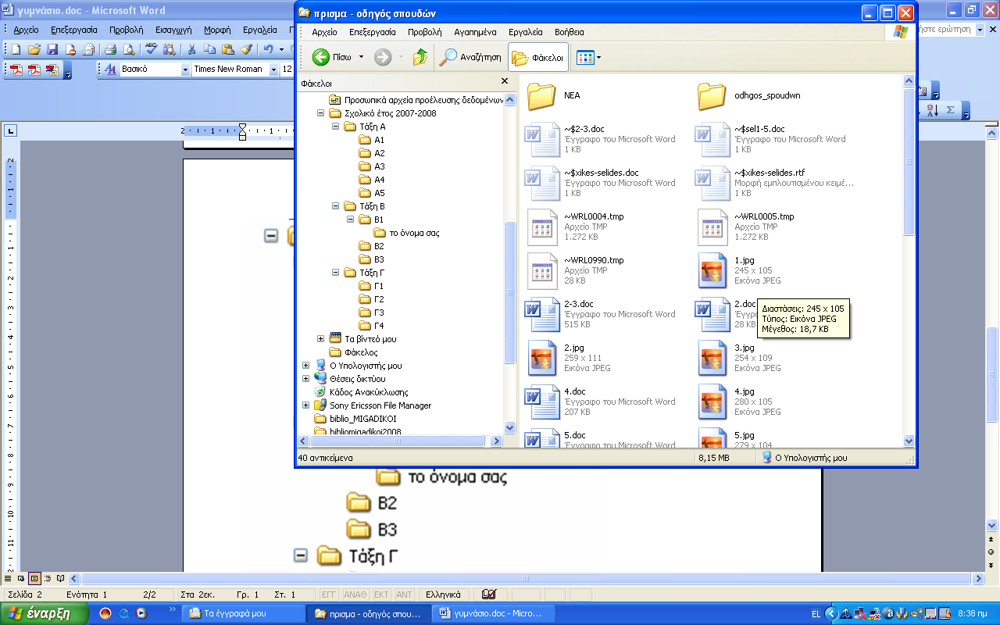 γυμνάσιο.doc - Microsoft Word
Αρχείο Επεξεργασία Προβολή Εισαγωγή Μορφή Εργαλεία
Βασικό Times New Roman 12
πρισμα - οδηγός σπουδών
Αρχείο Επεξεργασία Προβολή Αγαπημένα Εργαλεία Βοήθεια
Πίσω Αναζήτηση Φάκελοι
Φάκελοι
Προσωπικά αρχεία προέλευσης δεδομένων
Σχολικό έτος 2007-2008
Τάξη Α
Α1
Α2
Α3
Α4
Α5
Τάξη Β
Β1
το όνομα σας
Β2
Β3
Τάξη Γ
Γ1
Γ2
Γ3
Γ4
Τα βίντεό μου
Φάκελος
Ο Υπολογιστής μου
Θέσεις δικτύου
Κάδος Ανακύκλωσης
Sony Ericsson File Manager
biblio_MIGADIKOI
bibliomigadikoi2008
ΝΕΑ
odhgos_spoudwn
~$2-3.doc
Έγγραφο του Microsoft Word
1 KB
~$sel1-5.doc
Έγγραφο του Microsoft Word
1 KB
~$xikes-selides.doc
Έγγραφο του Microsoft Word
1 KB
~$xikes-selides.rtf
Μορφή εμπλουτισμένου κειμέ...
1 KB
~WRL0004.tmp
Αρχείο TMP
1.272 KB
~WRL0005.tmp
Αρχείο TMP
1.272 KB
~WRL0990.tmp
Αρχείο TMP
28 KB
1.jpg
245 x 105
Εικόνα JPEG
2-3.doc
Έγγραφο του Microsoft Word
515 KB
2.doc
28 KB
Διαστάσεις: 245 x 105
Τύπος: Εικόνα JPEG
Μέγεθος: 18,7 KB
2.jpg
259 x 111
Εικόνα JPEG
3.jpg
254 x 109
Εικόνα JPEG
4.doc
Έγγραφο του Microsoft Word
207 KB
4.jpg
280 x 105
Εικόνα JPEG
5.doc
Έγγραφο του Microsoft Word
5.jpg
279 x 104
40 αντικείμενα 8,15 MB Ο Υπολογιστής μου
το όνομα σας
Β2
Β3
Τάξη Γ
Σελίδα 2 Ενότητα 1 2/2 Στα 2εκ. Γρ. 1 Στ. 1 ΕΓΓ ΑΝΑΘ ΕΚΤ ΑΝΤ Ελληνικά
έναρξη Τα έγγραφά μου πρισμα - οδηγός σπου... γυμνάσιο.doc - Micro... EL 8:38 πμ